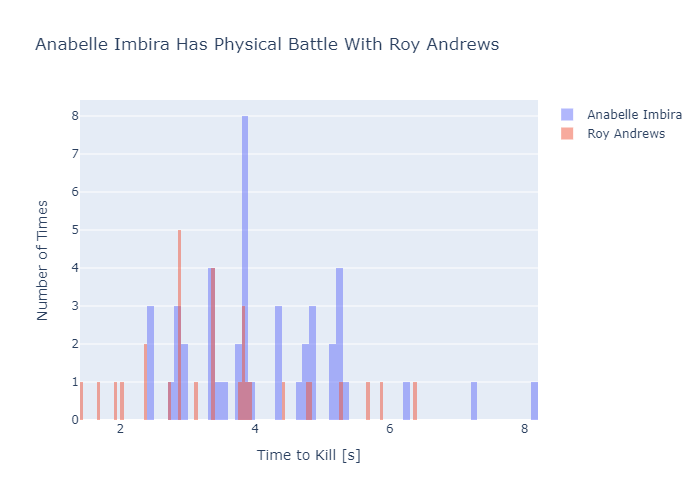 Anabelle Imbira Has Physical Battle With Roy Andrews
Anabelle Imbira
Roy Andrews
8
7
6
5
4
3
2
1
0
Number of Times
2
4
6
8
Time to Kill [s]